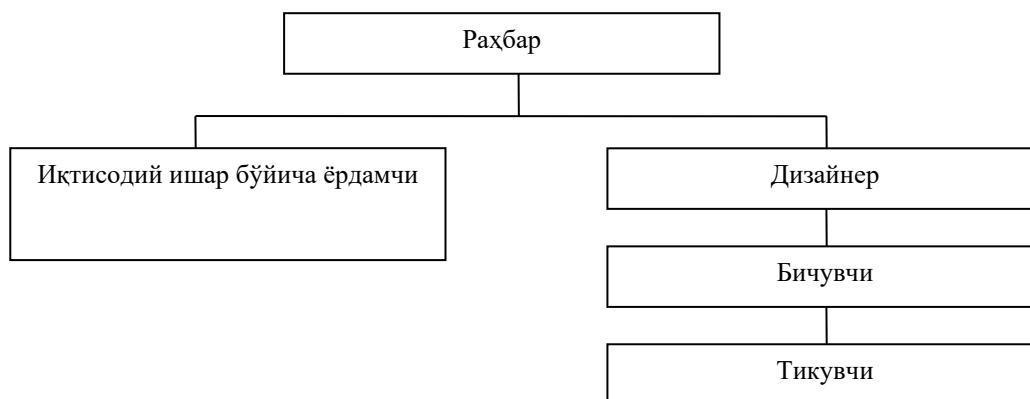 Раҳбар
Иқтисодий ишар бўйича ёрдамчи
Дизайнер
Бичувчи
Тикувчи